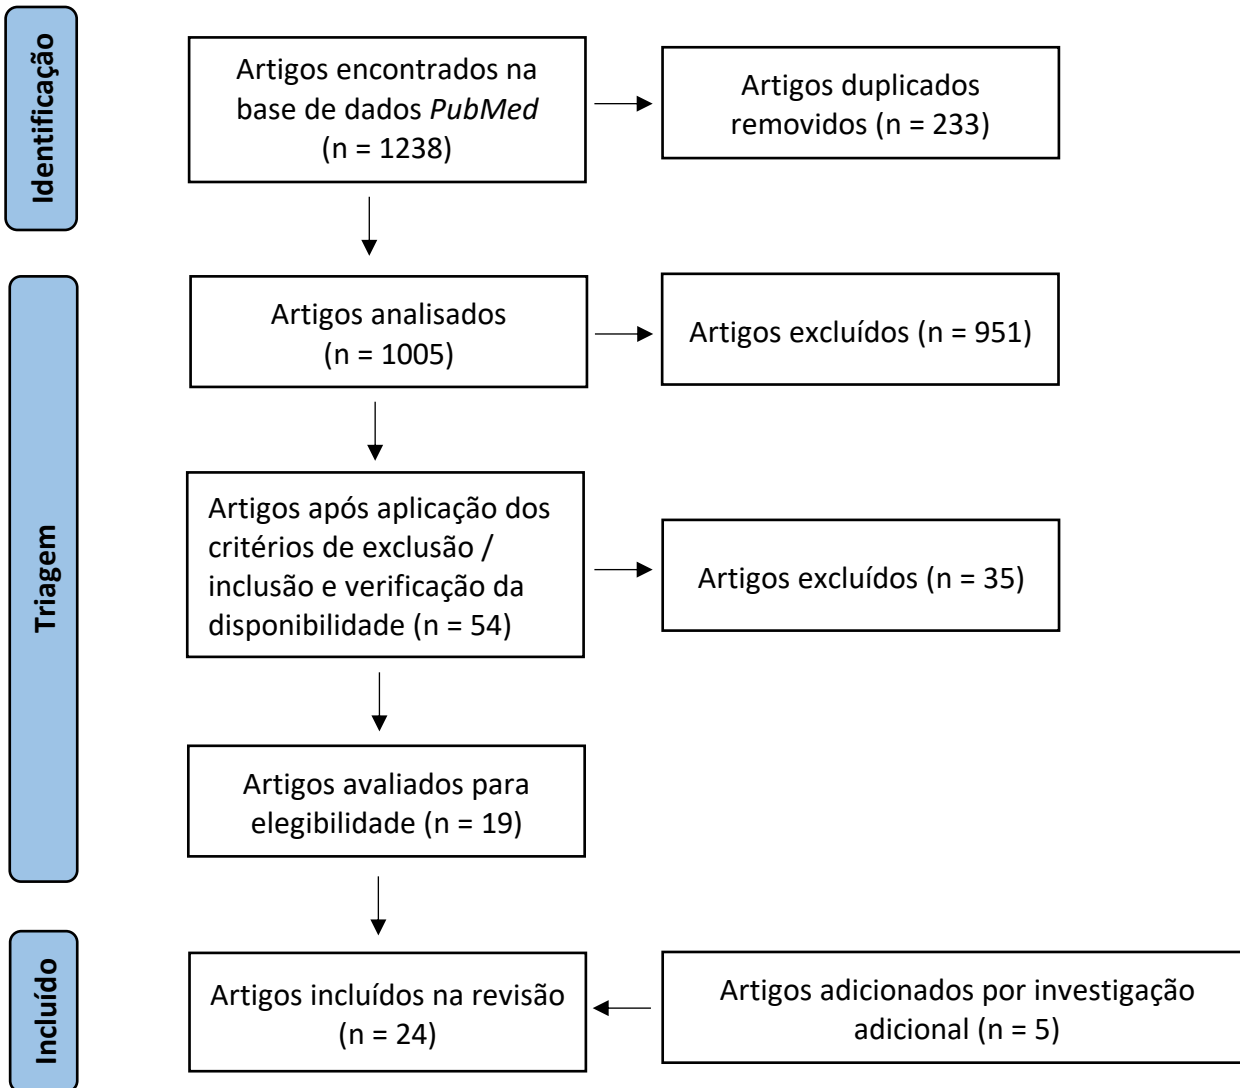 Identificação
Artigos encontrados na
base de dados PubMed
(n = 1238)
Artigos duplicados
removidos (n = 233)
Triagem
Artigos analisados
(n = 1005)
Artigos excluídos (n = 951)
Artigos após aplicação dos
critérios de exclusão /
inclusão e verificação da
disponibilidade (n = 54)
Artigos excluídos (n = 35)
Artigos avaliados para
elegibilidade (n = 19)
Incluído
Artigos incluídos na revisão
(n = 24)
Artigos adicionados por investigação
adicional (n = 5)